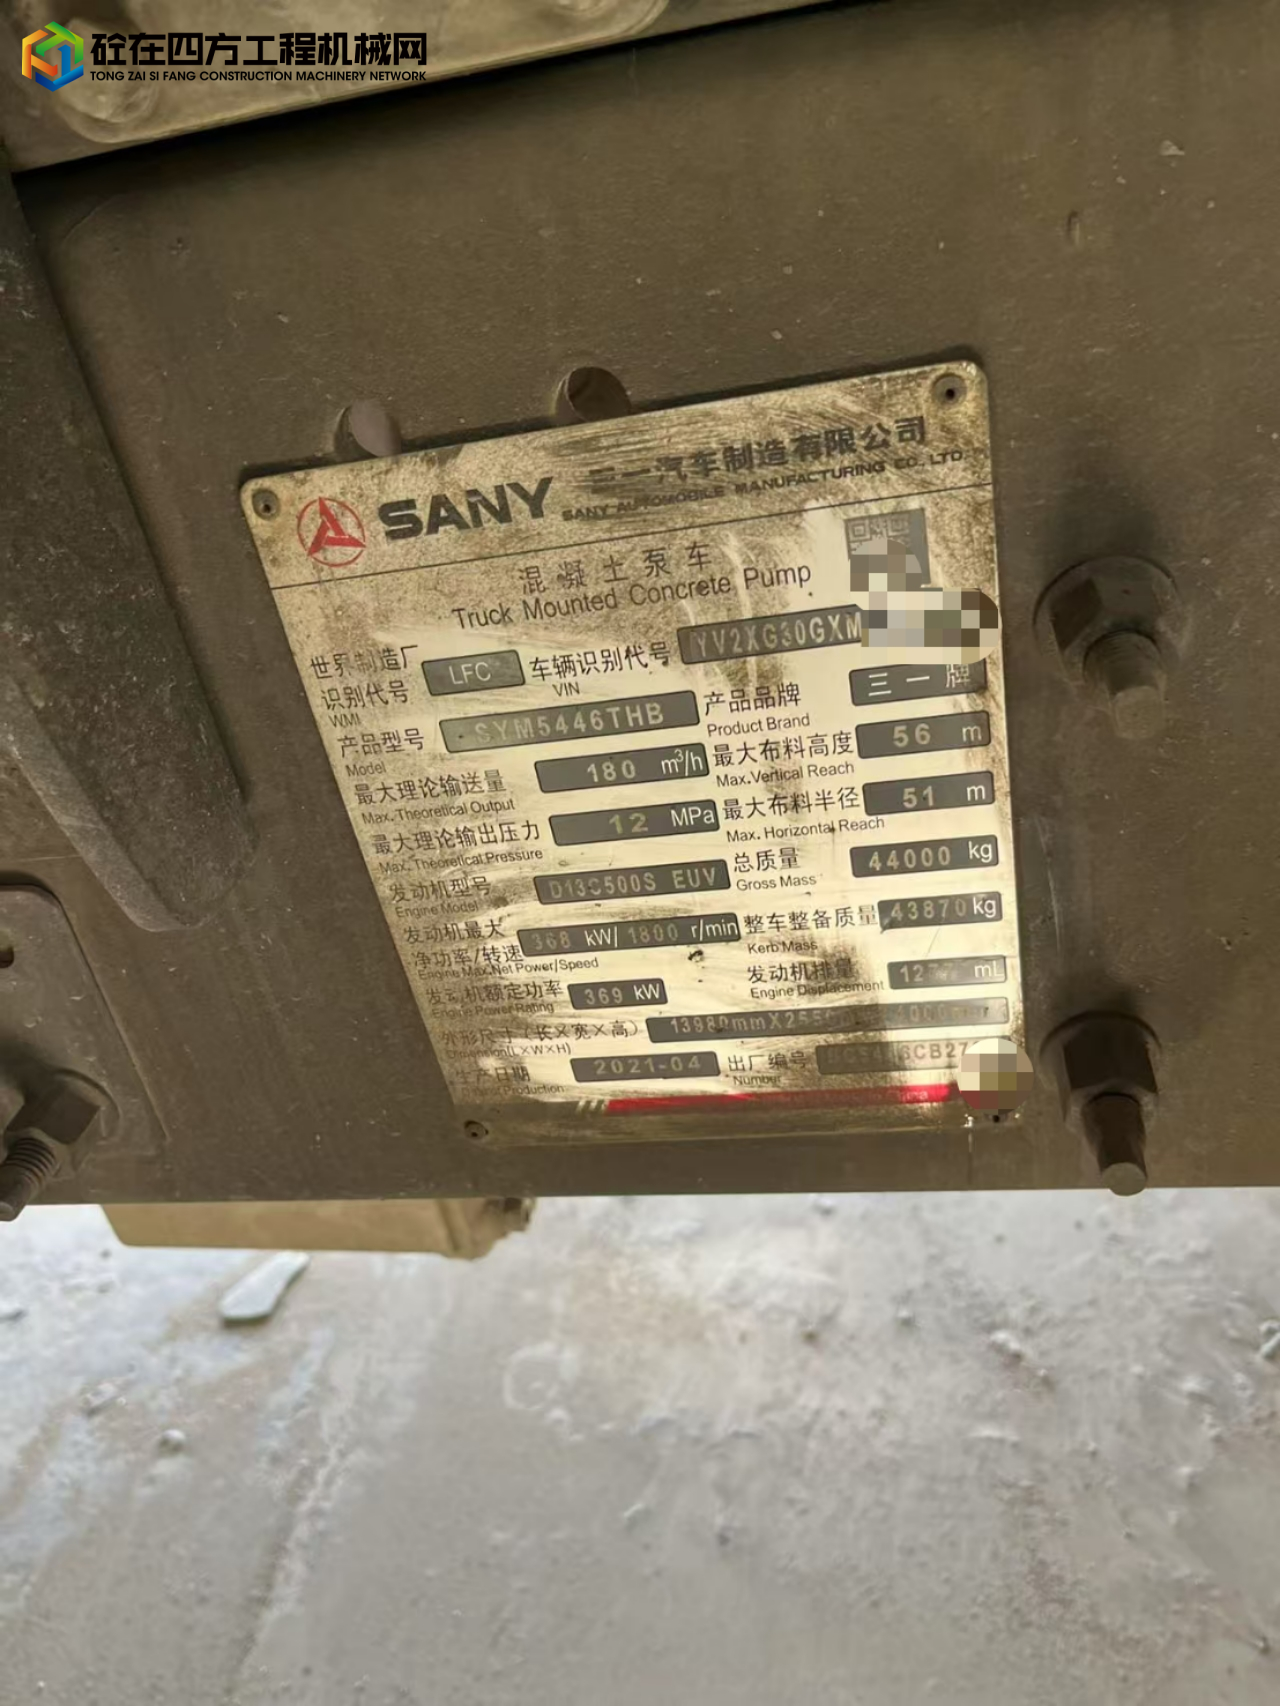 砼在四方工程机械网
TONG ZAI SI FANG CONSTRUCTION MACHINERY NETWORK
SANY 三一汽车制造有限公司
SANY AUTOMOBILE MANUFACTURING CO., LTD.
混凝土泵车
Truck Mounted Concrete Pump
世界制造厂识别代号 LFC 车辆识别代号 YV2XG30GXM
WMI VIN
产品型号 SYM5446THB 产品品牌 三一牌
Model Product Brand
最大理论输送量 180 m³/h 最大布料高度 56 m
Max. Theoretical Output Max. Vertical Reach
最大理论输出压力 12 MPa 最大布料半径 51 m
Max. Theoretical Pressure Max. Horizontal Reach
发动机型号 D13C500S EUV 总质量 44000 kg
Engine Model Gross Mass
发动机最大净功率/转速 368 kW/ 1800 r/min 整车整备质量 43870 kg
Engine Max. Net Power/Speed Kerb Mass
发动机额定功率 369 kW 发动机排量 mL
Engine Power Rating Engine Displacement
外形尺寸（长×宽×高） 13980mmX
Dimension(L×W×H)
生产日期 2021-04 出厂编号
Production Number